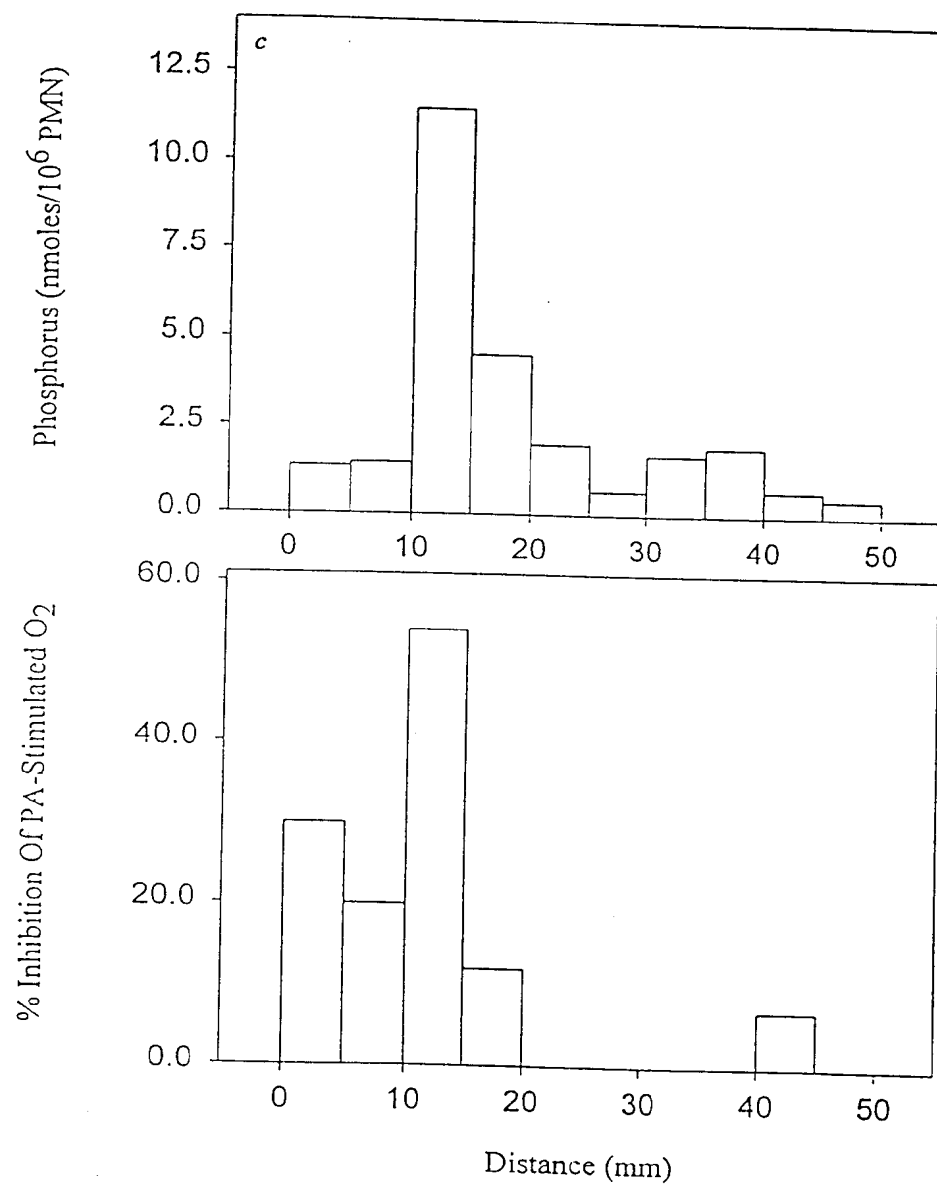 c
Phosphorus (nmoles/10⁶ PMN)
12.5
10.0
7.5
5.0
2.5
0.0
0 10 20 30 40 50
% Inhibition Of PA-Stimulated O₂
60.0
40.0
20.0
0.0
0 10 20 30 40 50
Distance (mm)